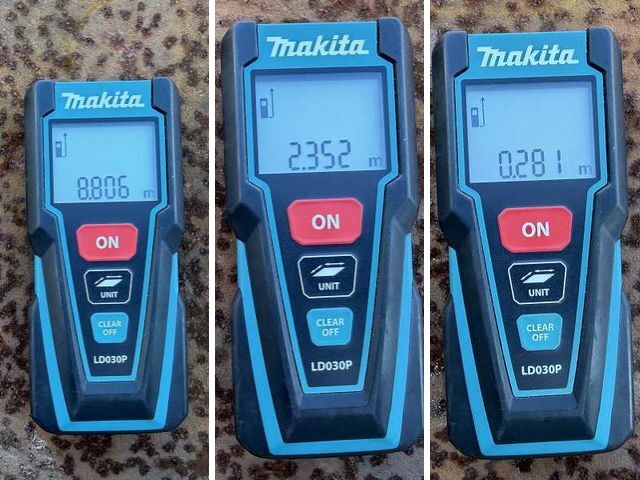 Makita
8.806 m
ON
UNIT
CLEAR
OFF
LD030P
Makita
2.352 m
ON
UNIT
CLEAR
OFF
LD030P
Makita
0.281 m
ON
UNIT
CLEAR
OFF
LD030P